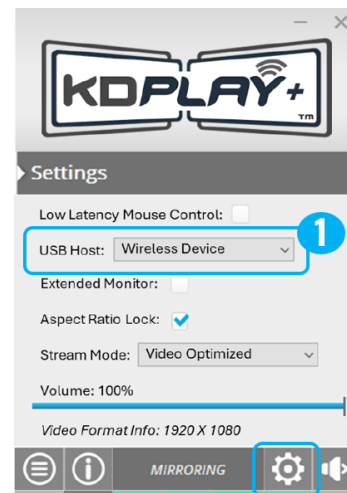 KDPLAY+
TM
Settings
Low Latency Mouse Control:
1
USB Host: Wireless Device
Extended Monitor:
Aspect Ratio Lock:
Stream Mode: Video Optimized
Volume: 100%
Video Format Info: 1920 X 1080
MIRRORING